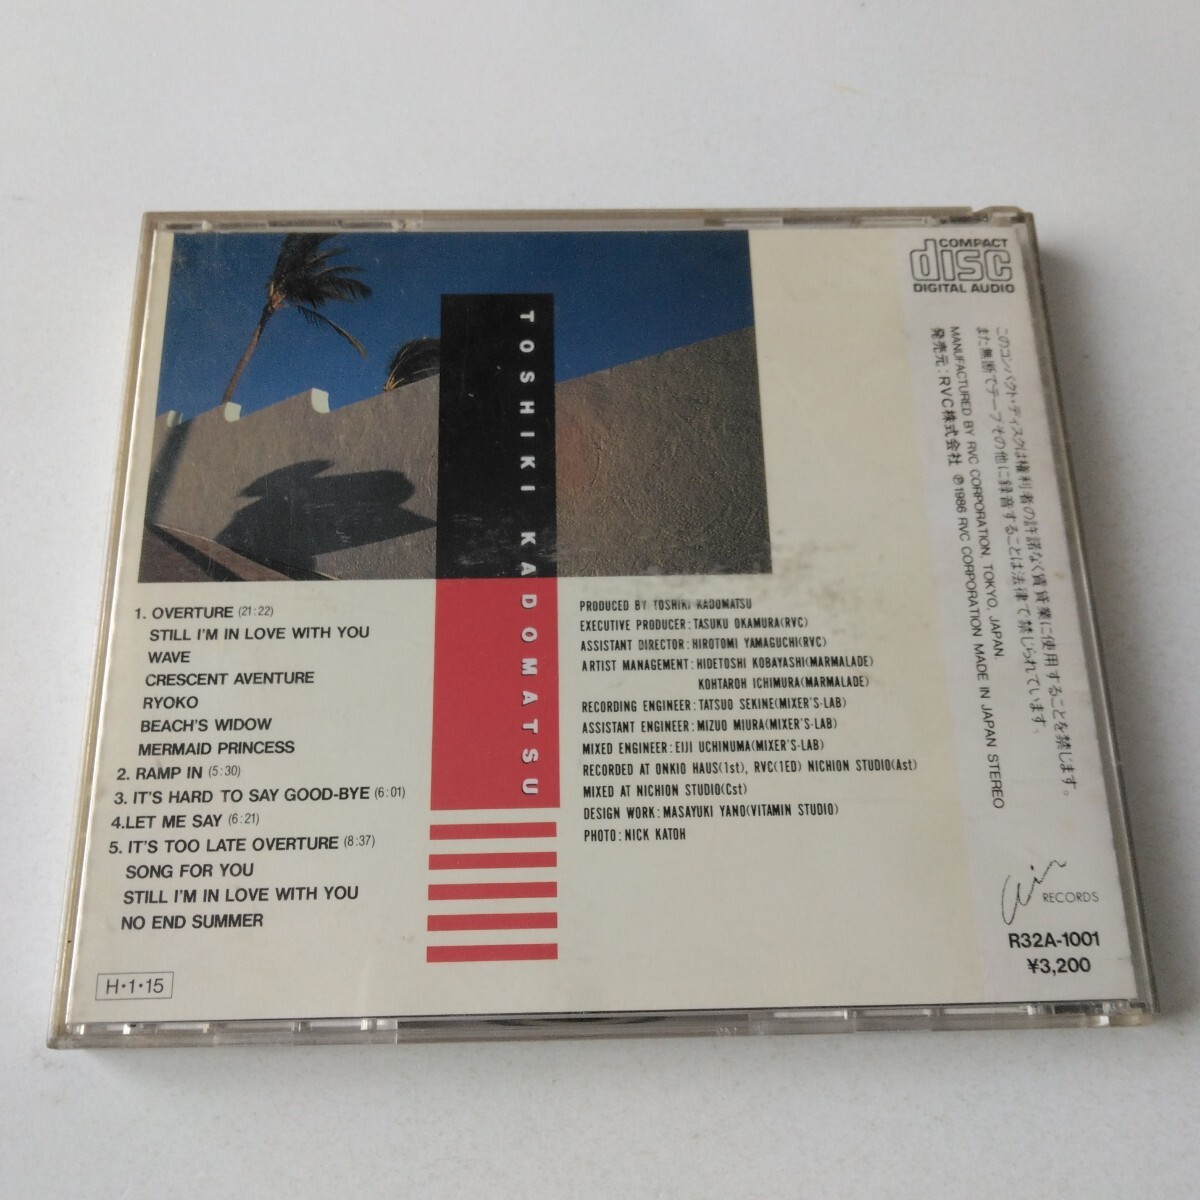 COMPACT
disc
DIGITAL AUDIO
TOSHIKI KADOMATSU
1. OVERTURE (21:22)
STILL I'M IN LOVE WITH YOU
WAVE
CRESCENT AVENTURE
RYOKO
BEACH'S WIDOW
MERMAID PRINCESS
2. RAMP IN (5:30)
3. IT'S HARD TO SAY GOOD-BYE (6:01)
4.LET ME SAY (6:21)
5. IT'S TOO LATE OVERTURE (8:37)
SONG FOR YOU
STILL I'M IN LOVE WITH YOU
NO END SUMMER
H・1・15
PRODUCED BY TOSHIKI KADOMATSU
EXECUTIVE PRODUCER:TASUKU OKAMURA(RVC)
ASSISTANT DIRECTOR:HIROTOMI YAMAGUCHI(RVC)
ARTIST MANAGEMENT:HIDETOSHI KOBAYASHI(MARMALADE)
KOHTAROH ICHIMURA(MARMALADE)
RECORDING ENGINEER:TATSUO SEKINE(MIXER'S-LAB)
ASSISTANT ENGINEER:MIZUO MIURA(MIXER'S-LAB)
MIXED ENGINEER:EIJI UCHINUMA(MIXER'S-LAB)
RECORDED AT ONKIO HAUS(1st), RVC(1ED) NICHION STUDIO(Ast)
MIXED AT NICHION STUDIO(Cst)
DESIGN WORK:MASAYUKI YANO(VITAMIN STUDIO)
PHOTO:NICK KATOH
このコンパクト・ディスクは権利者の許諾なく賃貸業に使用することを禁じます。
また無断でテープその他に録音することは法律で禁じられています。
MANUFACTURED BY RVC CORPORATION, TOKYO, JAPAN.
発売元:RVC株式会社 ℗1986 RVC CORPORATION MADE IN JAPAN STEREO
Air RECORDS
R32A-1001
¥3,200